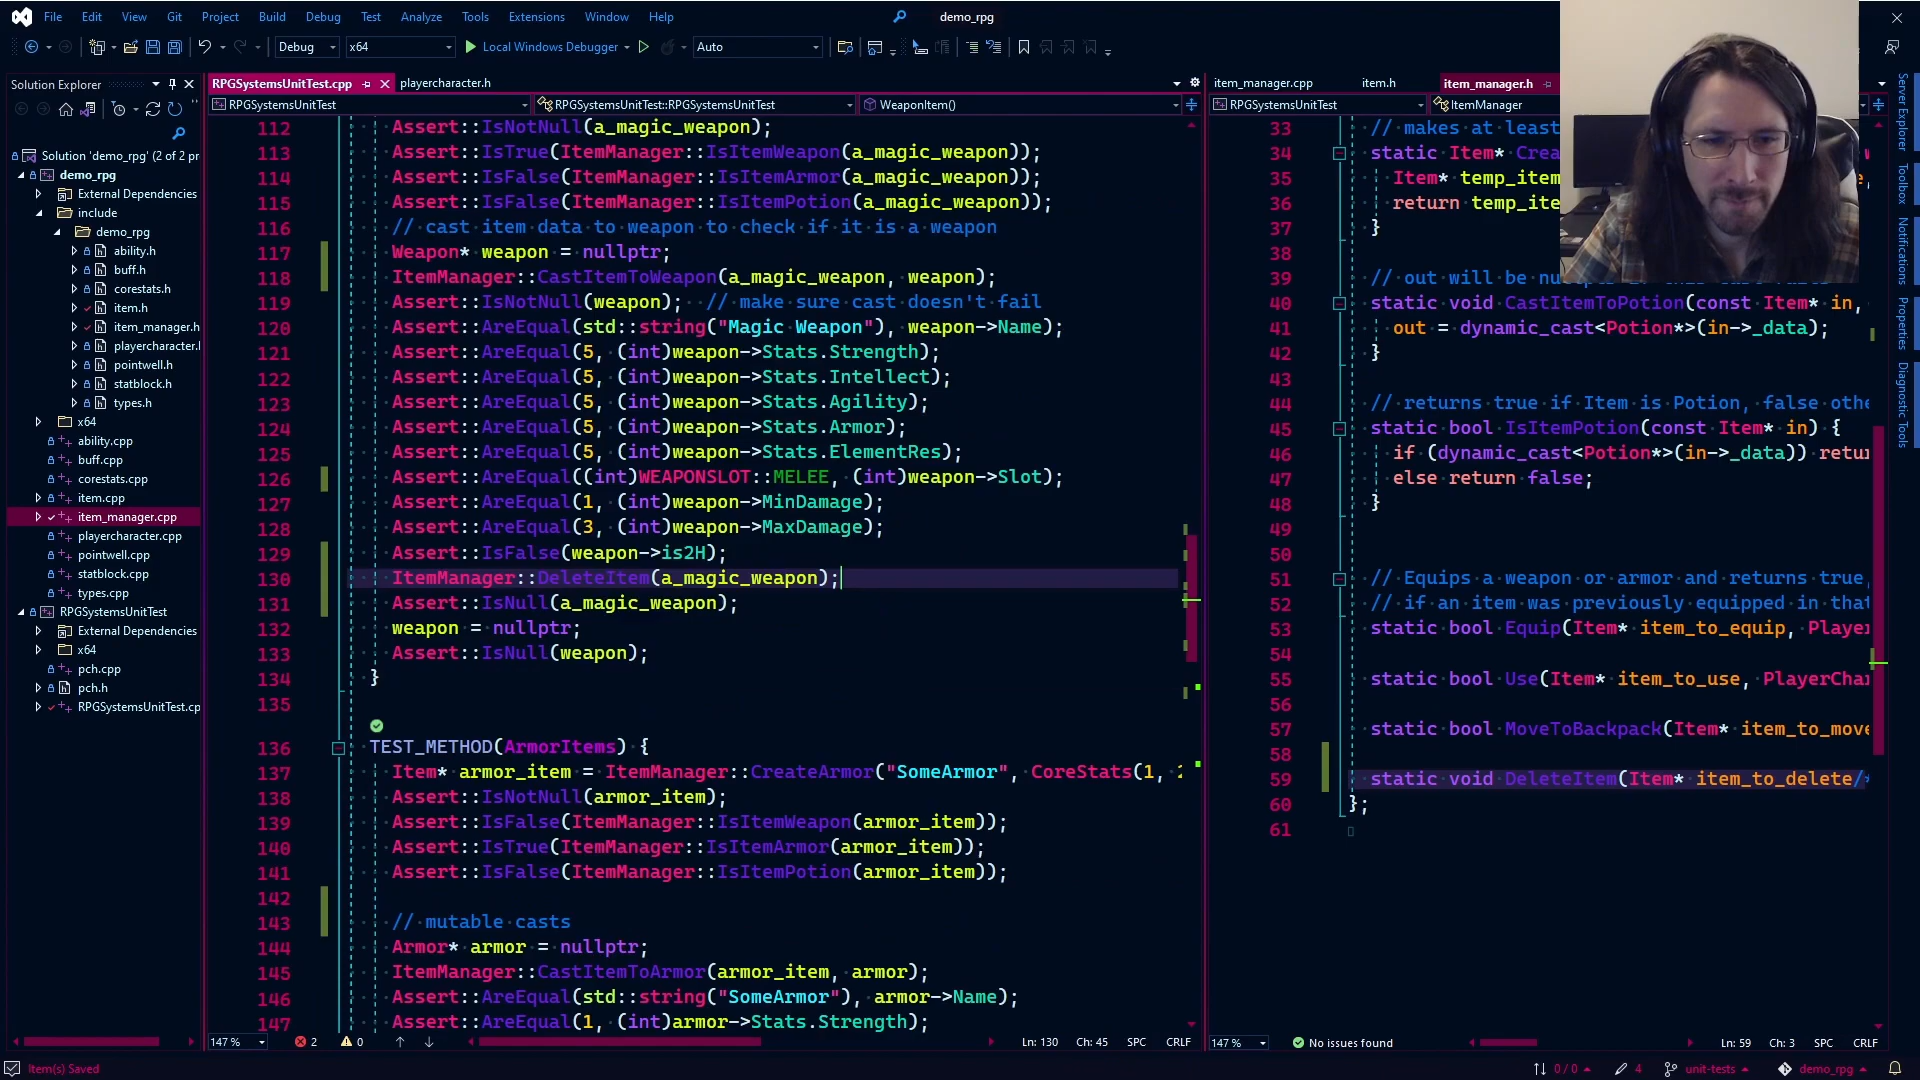 File Edit View Git Project Build Debug Test Analyze Tools Extensions Window Help demo_rpg
Debug x64 Local Windows Debugger Auto
Solution Explorer
Solution 'demo_rpg' (2 of 2 pr
demo_rpg
External Dependencies
include
demo_rpg
ability.h
buff.h
corestats.h
item.h
item_manager.h
playercharacter.h
pointwell.h
statblock.h
types.h
x64
ability.cpp
buff.cpp
corestats.cpp
item.cpp
item_manager.cpp
playercharacter.cpp
pointwell.cpp
statblock.cpp
types.cpp
RPGSystemsUnitTest
External Dependencies
x64
pch.cpp
pch.h
RPGSystemsUnitTest.cp
RPGSystemsUnitTest.cpp playercharacter.h
RPGSystemsUnitTest RPGSystemsUnitTest::RPGSystemsUnitTest WeaponItem()
112 Assert::IsNotNull(a_magic_weapon);
113 Assert::IsTrue(ItemManager::IsItemWeapon(a_magic_weapon));
114 Assert::IsFalse(ItemManager::IsItemArmor(a_magic_weapon));
115 Assert::IsFalse(ItemManager::IsItemPotion(a_magic_weapon));
116 // cast item data to weapon to check if it is a weapon
117 Weapon* weapon = nullptr;
118 ItemManager::CastItemToWeapon(a_magic_weapon, weapon);
119 Assert::IsNotNull(weapon); // make sure cast doesn't fail
120 Assert::AreEqual(std::string("Magic Weapon"), weapon->Name);
121 Assert::AreEqual(5, (int)weapon->Stats.Strength);
122 Assert::AreEqual(5, (int)weapon->Stats.Intellect);
123 Assert::AreEqual(5, (int)weapon->Stats.Agility);
124 Assert::AreEqual(5, (int)weapon->Stats.Armor);
125 Assert::AreEqual(5, (int)weapon->Stats.ElementRes);
126 Assert::AreEqual((int)WEAPONSLOT::MELEE, (int)weapon->Slot);
127 Assert::AreEqual(1, (int)weapon->MinDamage);
128 Assert::AreEqual(3, (int)weapon->MaxDamage);
129 Assert::IsFalse(weapon->is2H);
130 ItemManager::DeleteItem(a_magic_weapon);
131 Assert::IsNull(a_magic_weapon);
132 weapon = nullptr;
133 Assert::IsNull(weapon);
134 }
135
136 TEST_METHOD(ArmorItems) {
137 Item* armor_item = ItemManager::CreateArmor("SomeArmor", CoreStats(1, 2
138 Assert::IsNotNull(armor_item);
139 Assert::IsFalse(ItemManager::IsItemWeapon(armor_item));
140 Assert::IsTrue(ItemManager::IsItemArmor(armor_item));
141 Assert::IsFalse(ItemManager::IsItemPotion(armor_item));
142
143 // mutable casts
144 Armor* armor = nullptr;
145 ItemManager::CastItemToArmor(armor_item, armor);
146 Assert::AreEqual(std::string("SomeArmor"), armor->Name);
147 Assert::AreEqual(1, (int)armor->Stats.Strength);
147 % 2 0 Ln: 130 Ch: 45 SPC CRLF
item_manager.cpp item.h item_manager.h
RPGSystemsUnitTest ItemManager
33 // makes at least
34 static Item* Crea
35 Item* temp_item
36 return temp_ite
37 }
38
39
40 static void CastItemToPotion(const Item* in,
41 out = dynamic_cast<Potion*>(in->_data);
42 }
43
44 // returns true if Item is Potion, false othe
45 static bool IsItemPotion(const Item* in) {
46 if (dynamic_cast<Potion*>(in->_data)) retu
47 else return false;
48 }
49
50
51 // Equips a weapon or armor and returns true,
52 // if an item was previously equipped in that
53 static bool Equip(Item* item_to_equip, Player
54
55 static bool Use(Item* item_to_use, PlayerChar
56
57 static bool MoveToBackpack(Item* item_to_move
58
59 static void DeleteItem(Item* item_to_delete/*
60 };
61
147 % No issues found Ln: 59 Ch: 3 SPC CRLF
Server Explorer
Toolbox
Notifications
Properties
Diagnostic Tools
Item(s) Saved 0 / 0 4 unit-tests demo_rpg